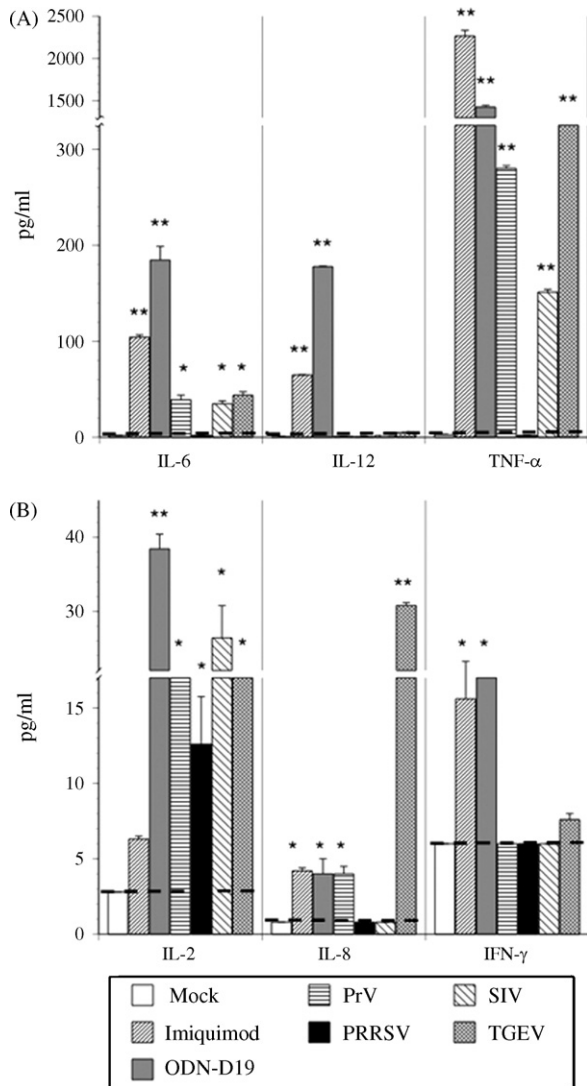 (A)
2500
★★
2000
★★
1500
★★
300
★★
pg/ml
★★
200
★★
★★
★★
100
★★
★ ★ ★
0
IL-6 IL-12 TNF-α
(B)
★★
40
★
★★
30
★ ★
★
★ ★
15
pg/ml
10
★ ★ ★
5
0
IL-2 IL-8 IFN-γ
Mock PrV SIV
Imiquimod PRRSV TGEV
ODN-D19